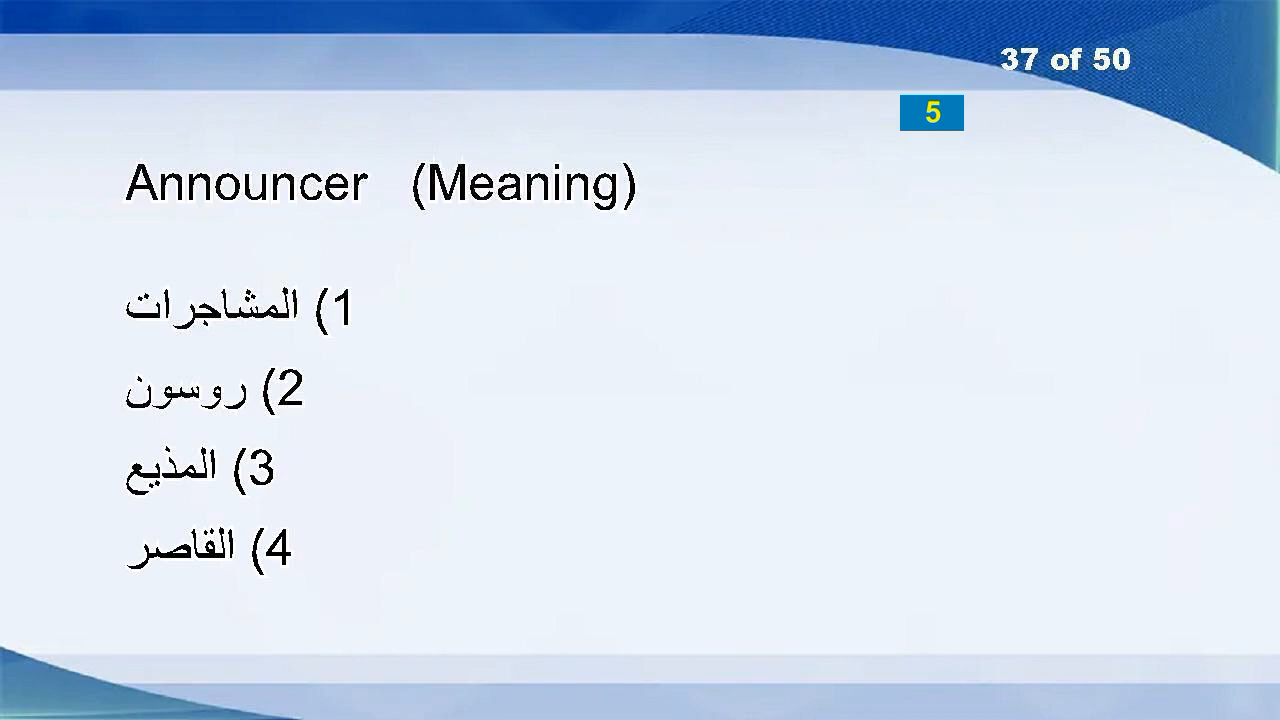 37 of 50
5
Announcer (Meaning)
1) المشاجرات
2) روسون
3) المذيع
4) القاصر